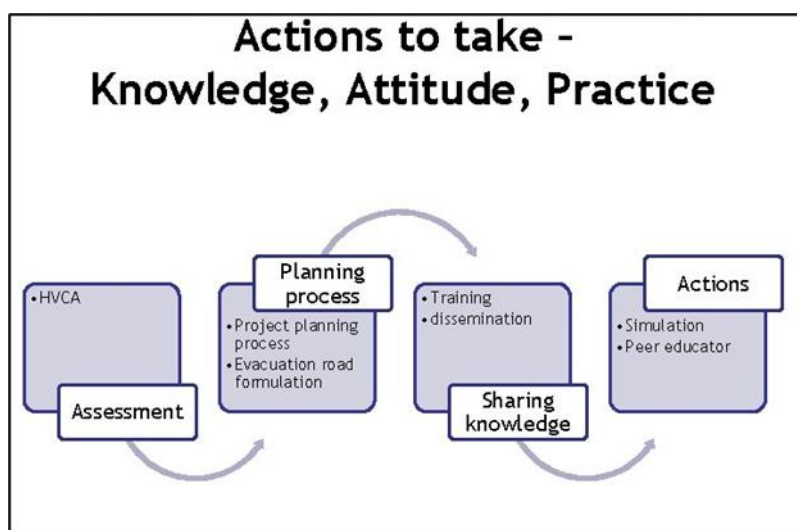 Actions to take –
Knowledge, Attitude, Practice
• HVCA
Assessment
Planning
process
• Project planning
process
• Evacuation road
formulation
• Training
• dissemination
Sharing
knowledge
Actions
• Simulation
• Peer educator